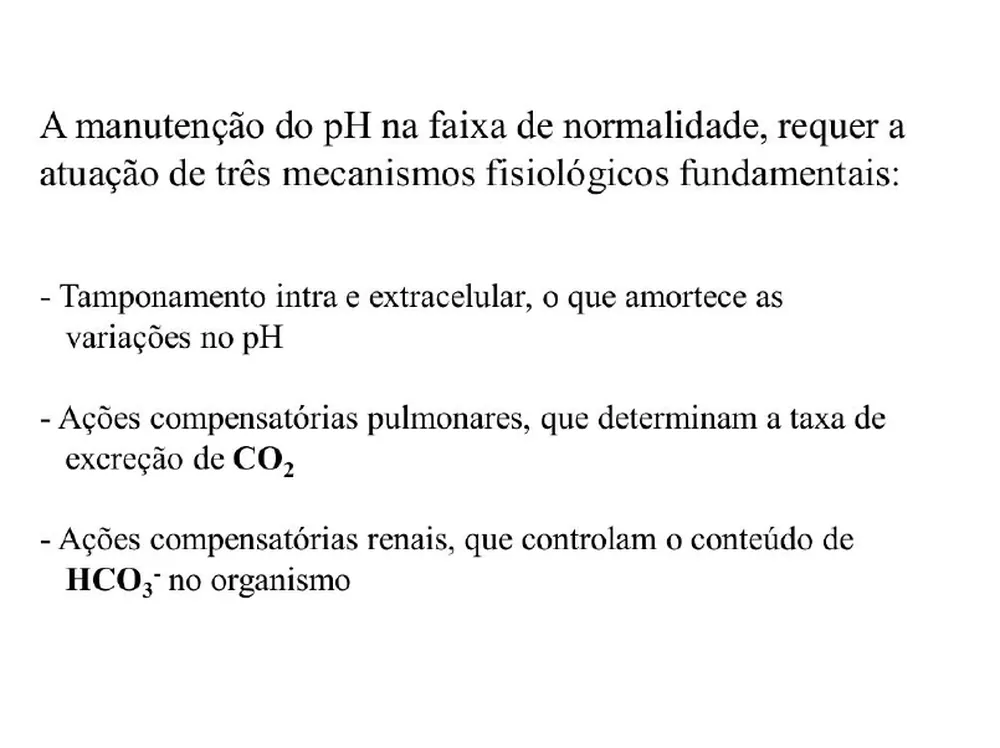 A manutenção do pH na faixa de normalidade, requer a
atuação de três mecanismos fisiológicos fundamentais:
- Tamponamento intra e extracelular, o que amortece as
variações no pH
- Ações compensatórias pulmonares, que determinam a taxa de
excreção de CO₂
- Ações compensatórias renais, que controlam o conteúdo de
HCO₃⁻ no organismo